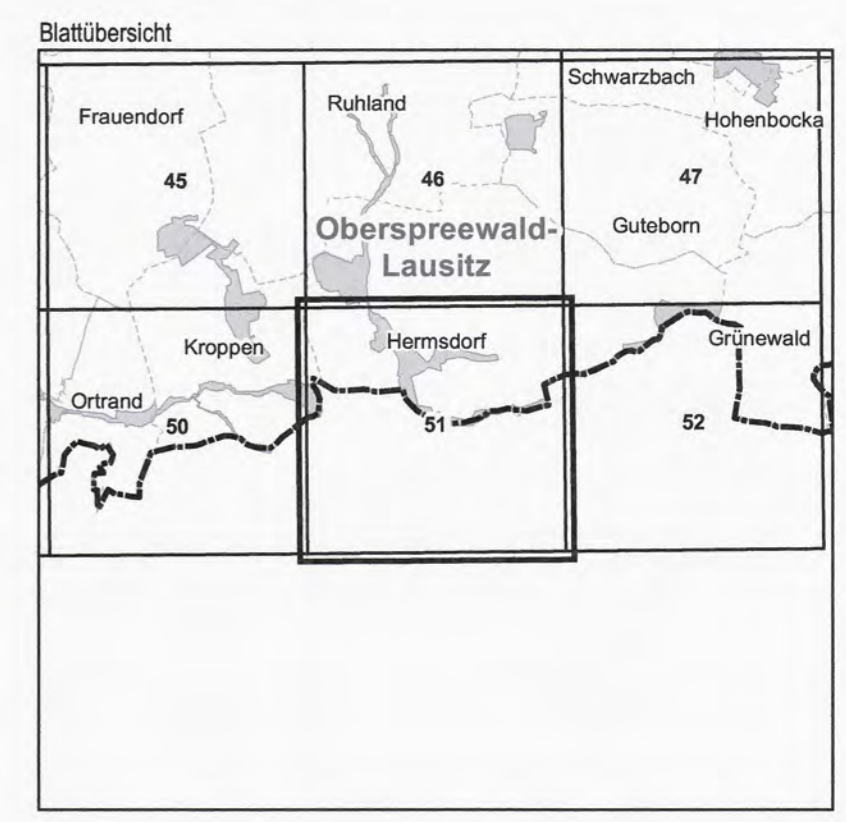 Blattübersicht
Schwarzbach
Frauendorf
Ruhland
Hohenbocka
45
46
47
Oberspreewald-
Lausitz
Guteborn
Kroppen
Hermsdorf
Grünewald
Ortrand
50
51
52